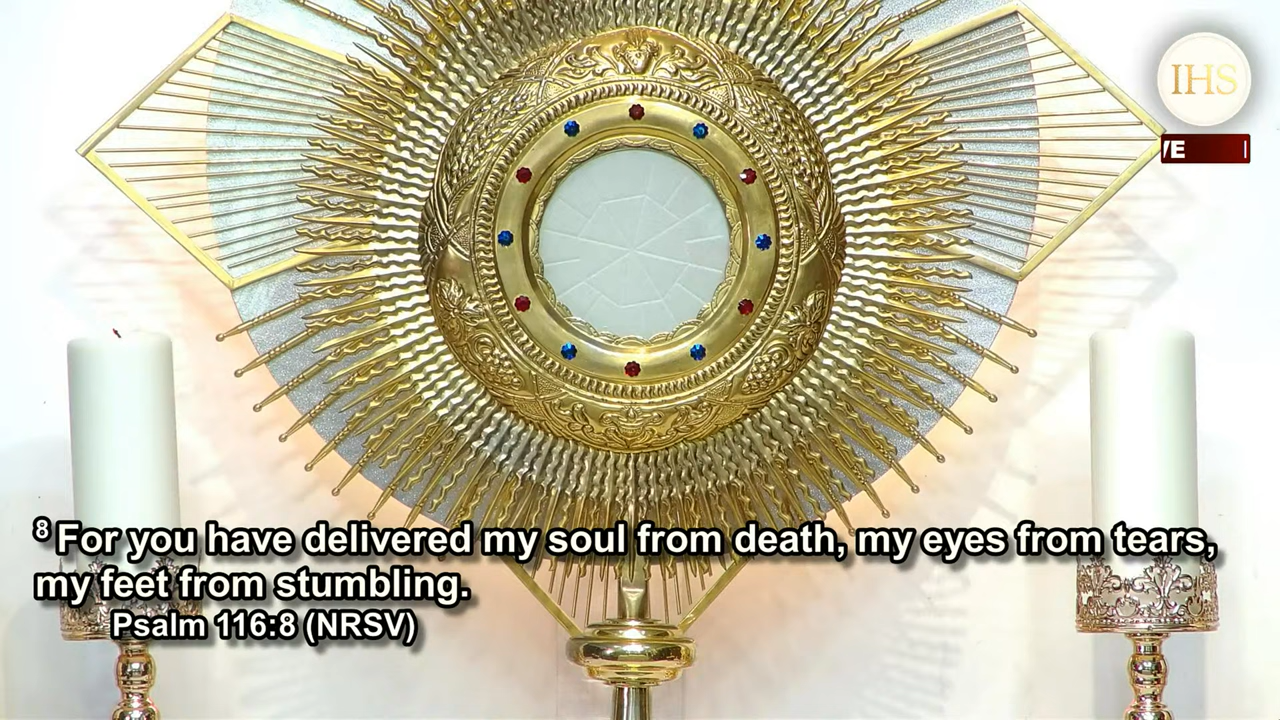 IHS
8 For you have delivered my soul from death, my eyes from tears,
my feet from stumbling.
Psalm 116:8 (NRSV)